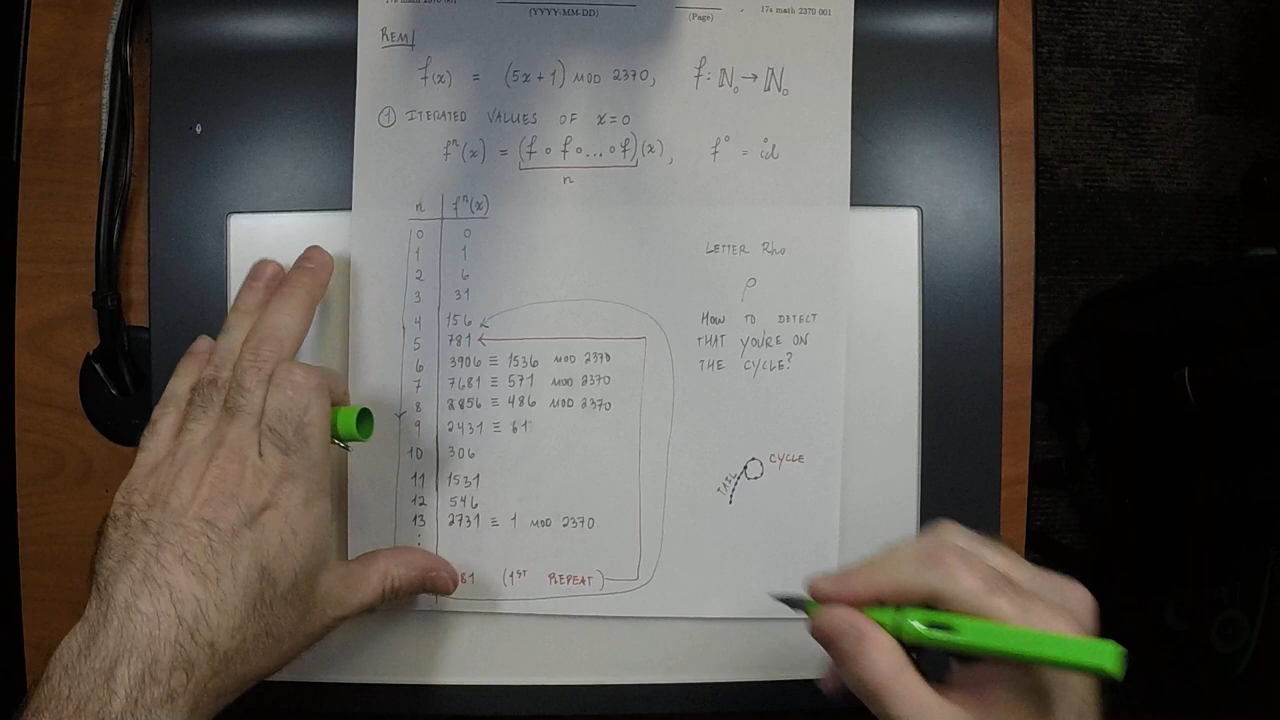 (YYYY-MM-DD)
(Page)
17s math 2370 001
REM
f(x) = (5x+1) MOD 2370, f: ℕ₀ → ℕ₀
① ITERATED VALUES OF x=0
fⁿ(x) = (f ∘ f ∘ ... ∘ f)(x), f⁰ = id
n
n fⁿ(x)
0 0
1 1
2 6
3 31
4 156
5 781
6 3906 ≡ 1536 MOD 2370
7 7681 ≡ 571 MOD 2370
8 2856 ≡ 486 MOD 2370
9 2431 ≡ 61
10 306
11 1531
12 546
13 2731 ≡ 1 MOD 2370
⋮
81 (1ST REPEAT)
LETTER Rho
ρ
HOW TO DETECT
THAT YOU'RE ON
THE CYCLE?
CYCLE
TAIL